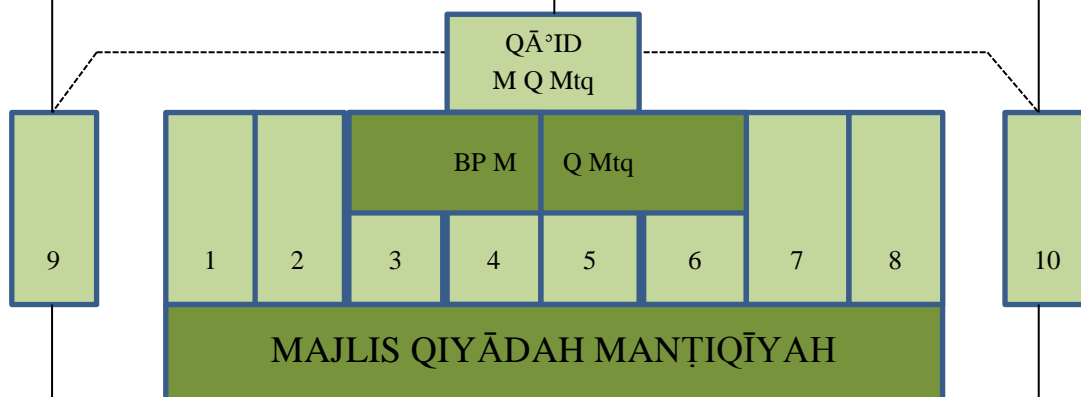 QĀʾID
M Q Mtq
BP M Q Mtq
9 1 2 3 4 5 6 7 8 10
MAJLIS QIYĀDAH MANṬIQĪYAH